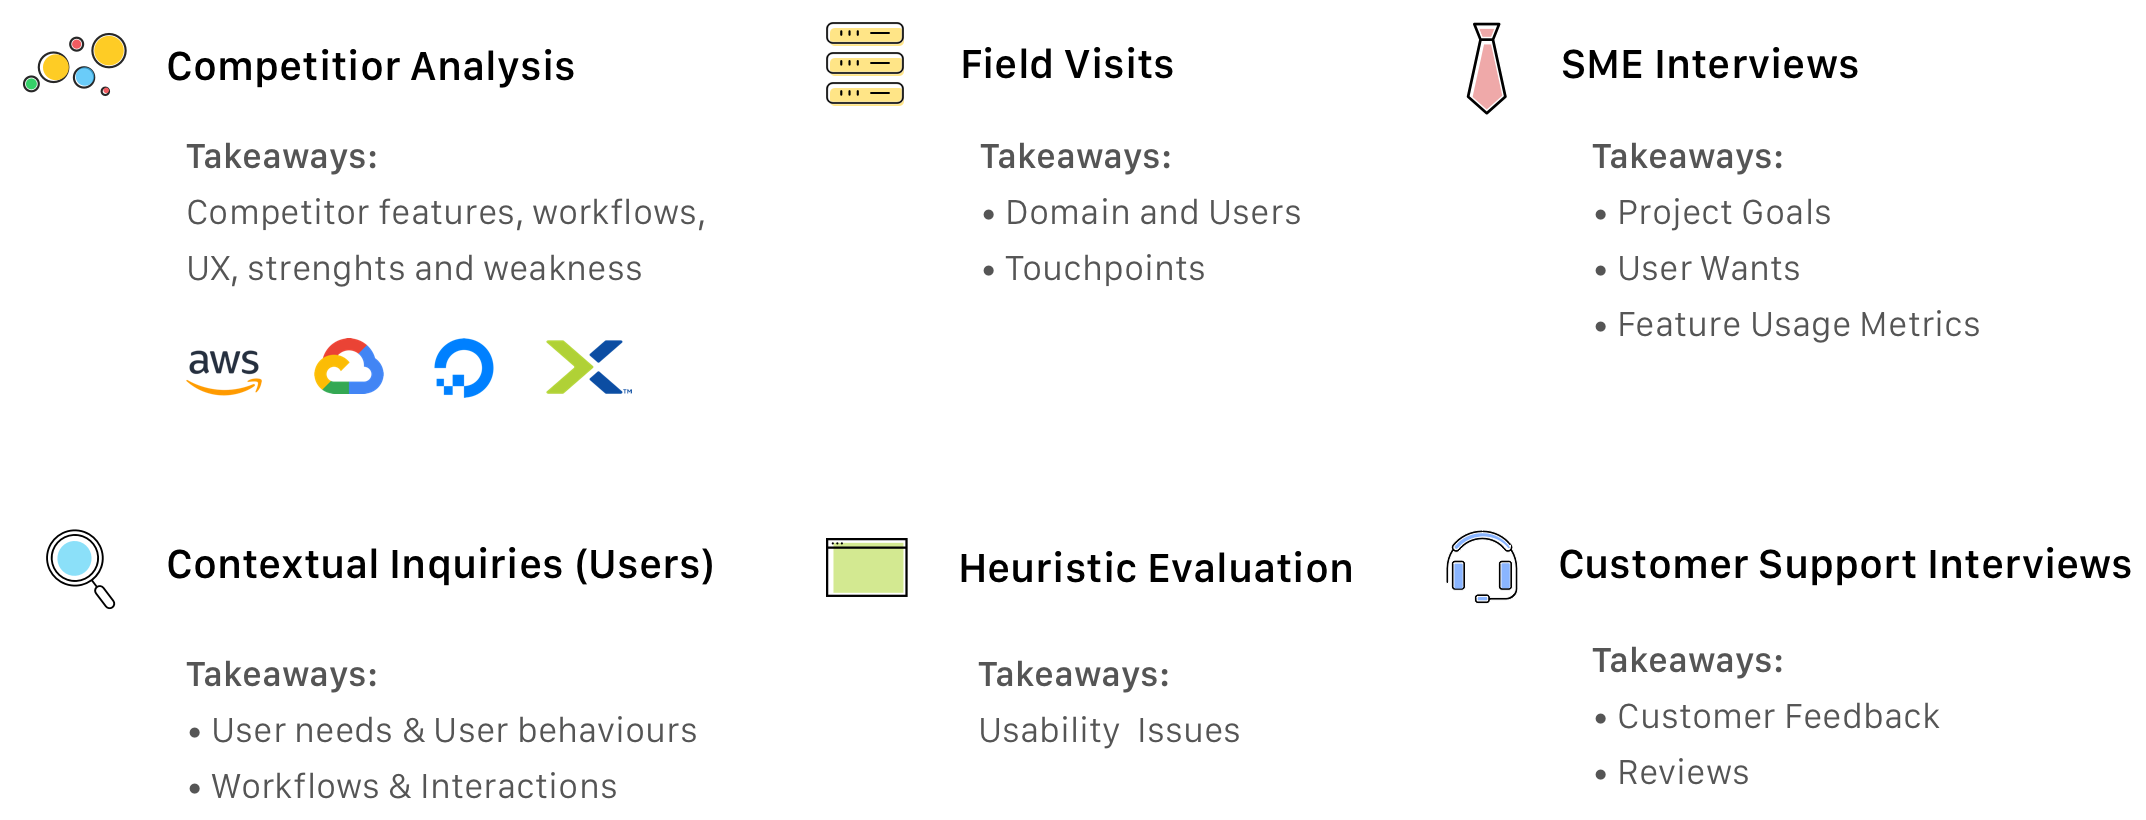 Competitior Analysis
Takeaways:
Competitor features, workflows,
UX, strenghts and weakness
aws
TM
Field Visits
Takeaways:
• Domain and Users
• Touchpoints
SME Interviews
Takeaways:
• Project Goals
• User Wants
• Feature Usage Metrics
Contextual Inquiries (Users)
Takeaways:
• User needs & User behaviours
• Workflows & Interactions
Heuristic Evaluation
Takeaways:
Usability  Issues
Customer Support Interviews
Takeaways:
• Customer Feedback
• Reviews